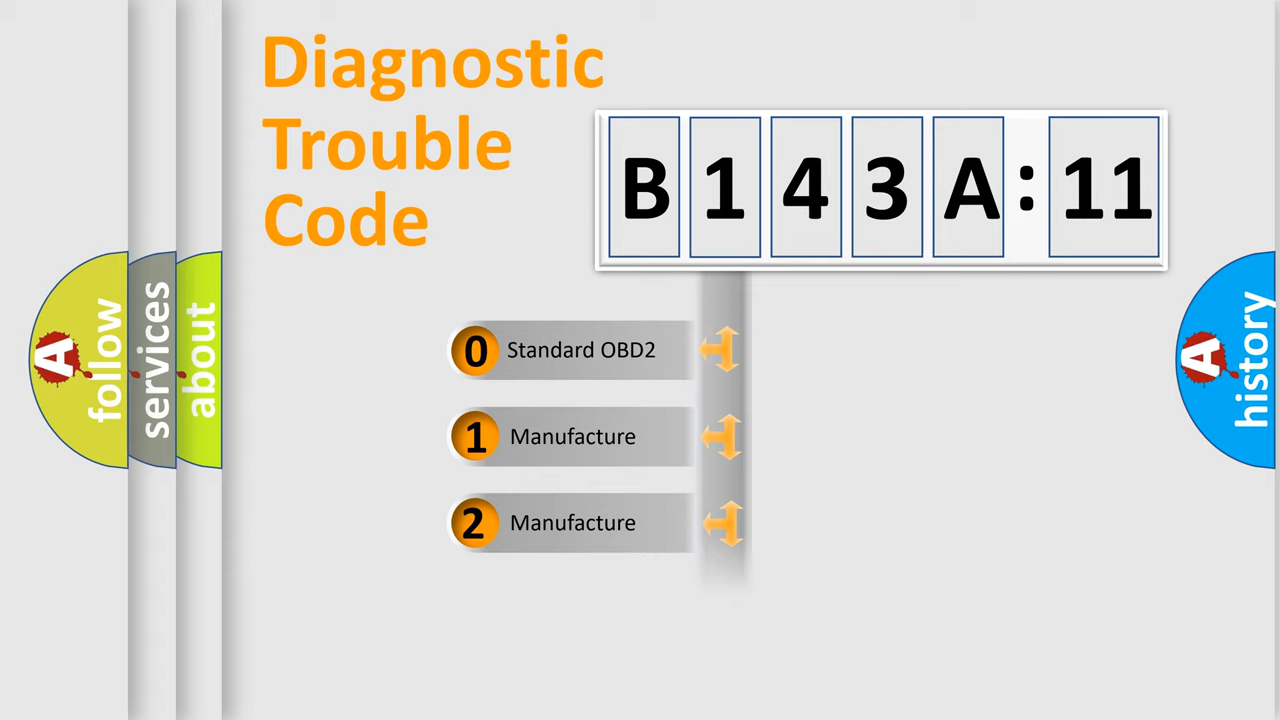 Diagnostic
Trouble
Code
B 1 4 3 A : 11
0 Standard OBD2
1 Manufacture
2 Manufacture
A follow
services
about
A history